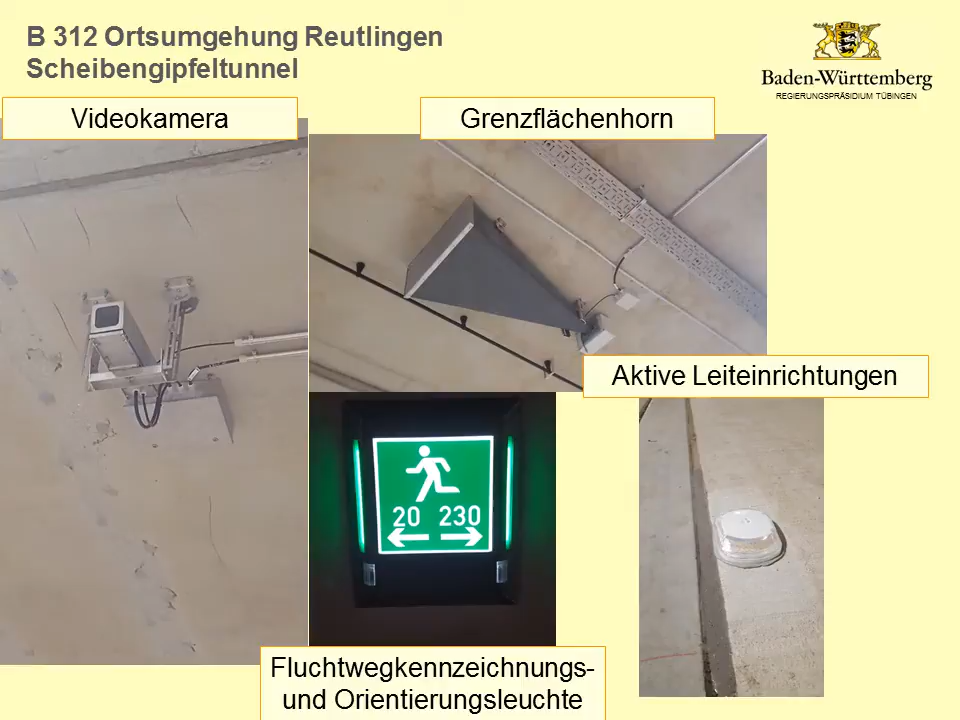 B 312 Ortsumgehung Reutlingen
Scheibengipfeltunnel
Baden-Württemberg
REGIERUNGSPRÄSIDIUM TÜBINGEN
Videokamera
Grenzflächenhorn
Aktive Leiteinrichtungen
20 230
Fluchtwegkennzeichnungs-
und Orientierungsleuchte